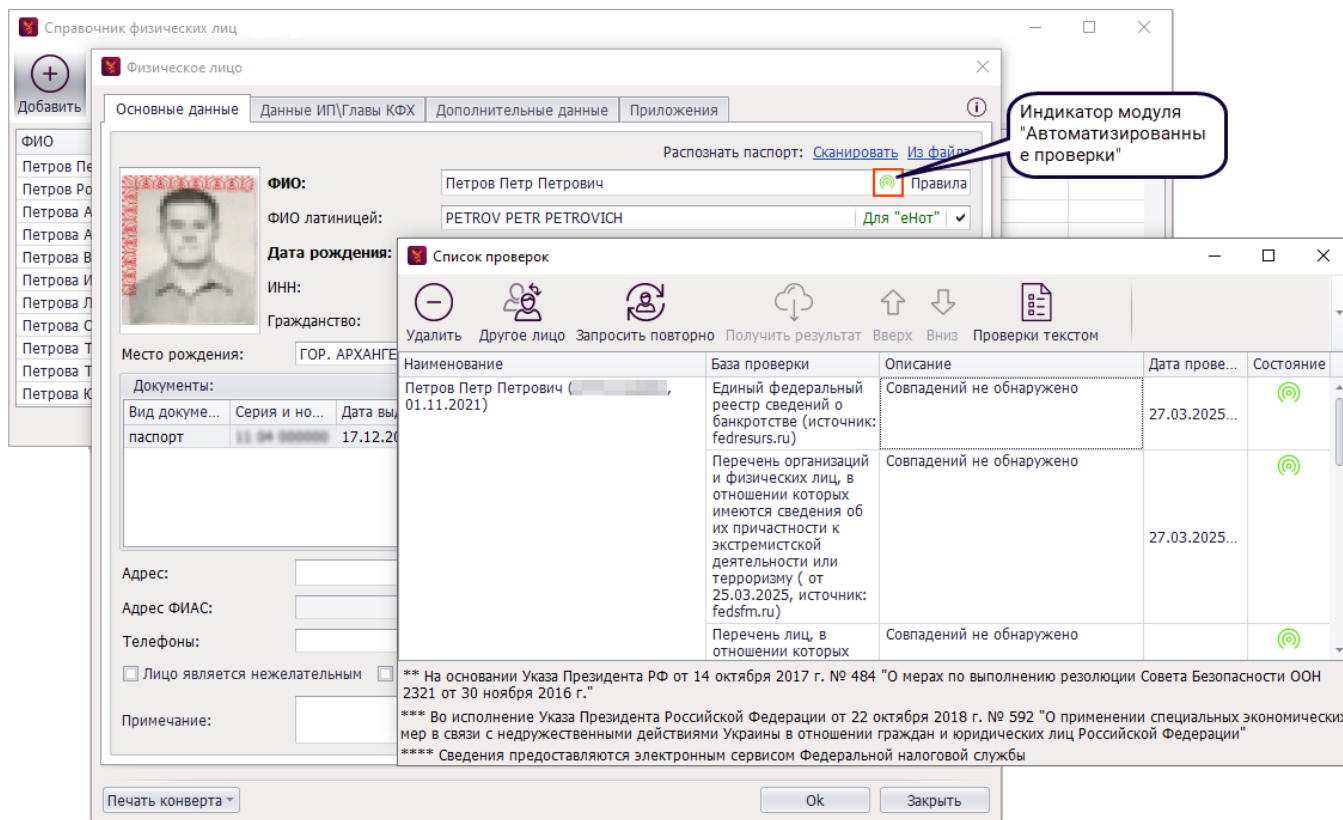 Справочник физических лиц
Добавить
ФИО
Петров Пе
Петров Ро
Петрова А
Петрова А
Петрова В
Петрова И
Петрова Л
Петрова С
Петрова Т
Петрова Т
Петрова К
Физическое лицо
Основные данные
Данные ИП\Главы КФХ
Дополнительные данные
Приложения
Индикатор модуля
"Автоматизированны
е проверки"
Распознать паспорт: Сканировать Из файла
ФИО: Петров Петр Петрович Правила
ФИО латиницей: PETROV PETR PETROVICH Для "еНот"
Дата рождения:
ИНН:
Гражданство:
Место рождения: ГОР. АРХАНГЕ
Документы:
Вид докуме... Серия и но... Дата выд
паспорт 17.12.20
Адрес:
Адрес ФИАС:
Телефоны:
Лицо является нежелательным
Примечание:
Печать конверта
Ok
Закрыть
Список проверок
Удалить Другое лицо Запросить повторно Получить результат Вверх Вниз Проверки текстом
Наименование База проверки Описание Дата прове... Состояние
Петров Петр Петрович ( ,
01.11.2021)
Единый федеральный
реестр сведений о
банкротстве (источник:
fedresurs.ru)
Совпадений не обнаружено
27.03.2025...
Перечень организаций
и физических лиц, в
отношении которых
имеются сведения об
их причастности к
экстремистской
деятельности или
терроризму ( от
25.03.2025, источник:
fedsfm.ru)
Совпадений не обнаружено
27.03.2025...
Перечень лиц, в
отношении которых
Совпадений не обнаружено
** На основании Указа Президента РФ от 14 октября 2017 г. № 484 "О мерах по выполнению резолюции Совета Безопасности ООН
2321 от 30 ноября 2016 г."
*** Во исполнение Указа Президента Российской Федерации от 22 октября 2018 г. № 592 "О применении специальных экономических
мер в связи с недружественными действиями Украины в отношении граждан и юридических лиц Российской Федерации"
**** Сведения предоставляются электронным сервисом Федеральной налоговой службы